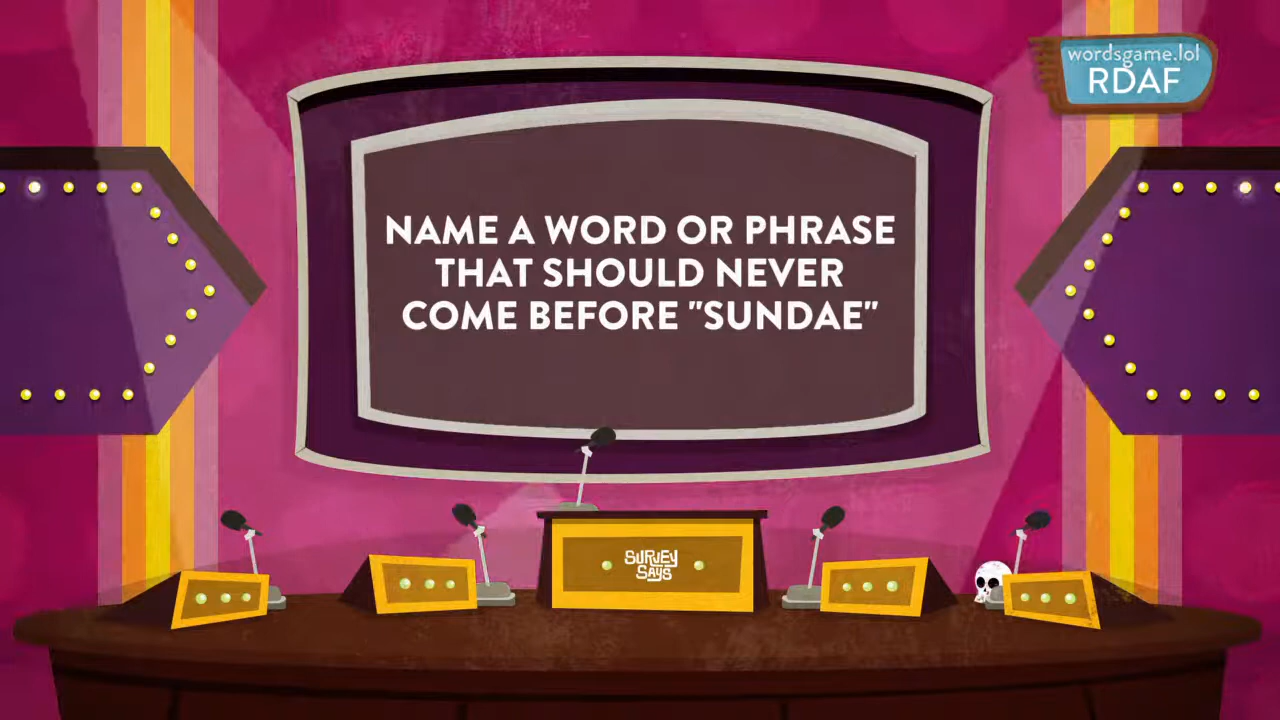 wordsgame.lol
RDAF
NAME A WORD OR PHRASE
THAT SHOULD NEVER
COME BEFORE "SUNDAE"
SURVEY
SAYS